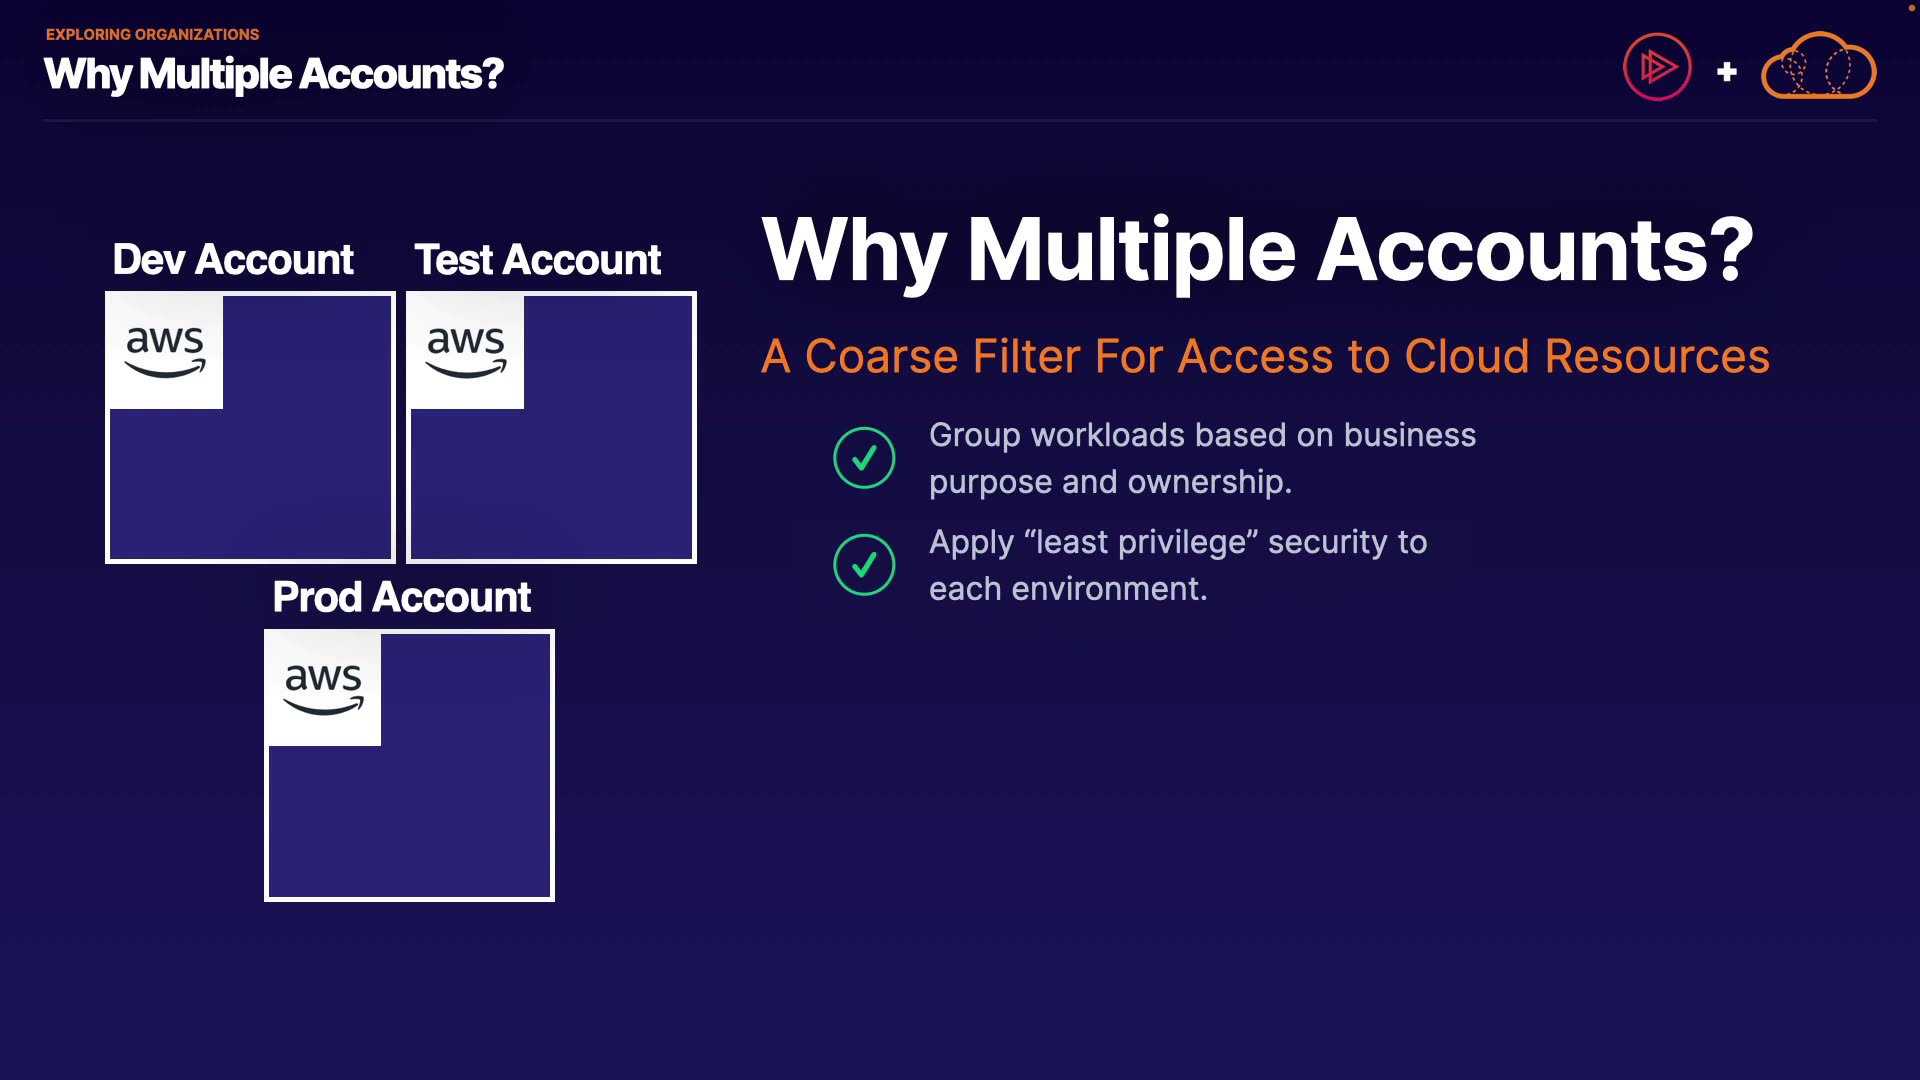 EXPLORING ORGANIZATIONS
Why Multiple Accounts?
Dev Account
Test Account
aws
aws
Prod Account
aws
Why Multiple Accounts?
A Coarse Filter For Access to Cloud Resources
Group workloads based on business
purpose and ownership.
Apply “least privilege” security to
each environment.